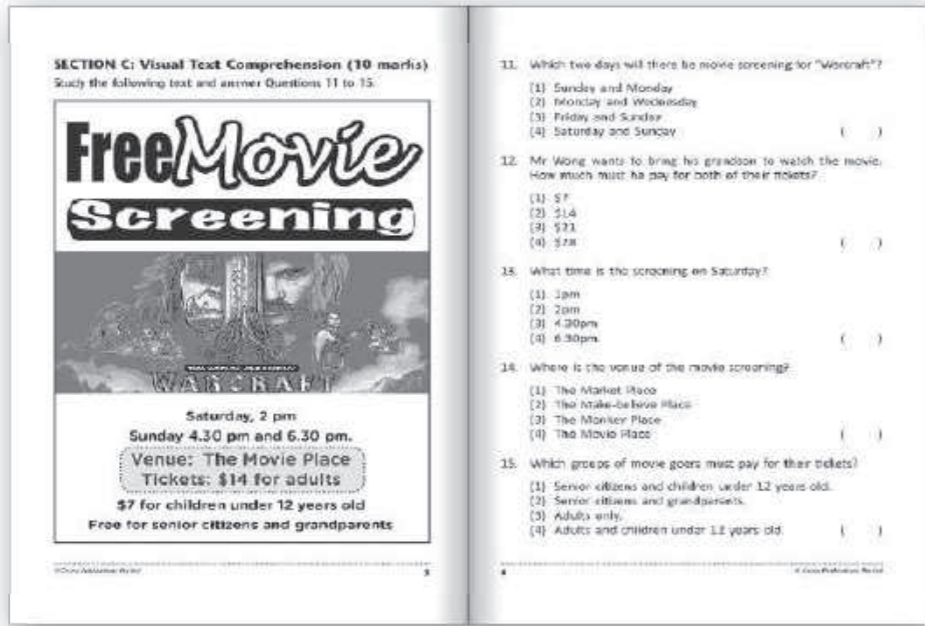 SECTION C: Visual Text Comprehension (10 marks)
Study the following text and answer Questions 11 to 15.
Free Movie
Screening
WARCRAFT
Saturday, 2 pm
Sunday 4.30 pm and 6.30 pm.
Venue: The Movie Place
Tickets: $14 for adults
$7 for children under 12 years old
Free for senior citizens and grandparents
5
11. Which two days will there be movie screening for "Warcraft"?
(1) Sunday and Monday
(2) Monday and Wednesday
(3) Friday and Sunday
(4) Saturday and Sunday ( )
12. Mr Wong wants to bring his grandson to watch the movie.
How much must he pay for both of their tickets?
(1) $7
(2) $14
(3) $21
(4) $28 ( )
13. What time is the screening on Saturday?
(1) 1pm
(2) 2pm
(3) 4.30pm
(4) 6.30pm ( )
14. Where is the venue of the movie screening?
(1) The Market Place
(2) The Make-believe Place
(3) The Monkey Place
(4) The Movie Place ( )
15. Which groups of movie goers must pay for their tickets?
(1) Senior citizens and children under 12 years old.
(2) Senior citizens and grandparents.
(3) Adults only.
(4) Adults and children under 12 years old. ( )
6